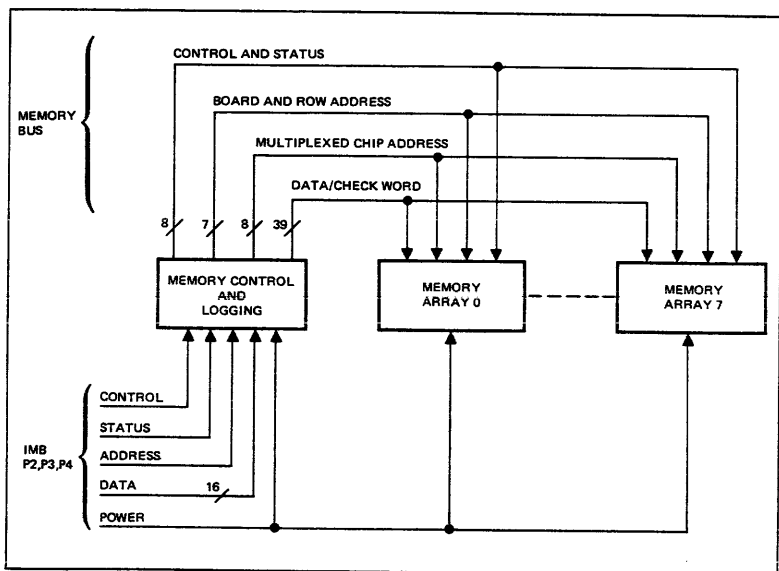 CONTROL AND STATUS
BOARD AND ROW ADDRESS
MEMORY
BUS
MULTIPLEXED CHIP ADDRESS
DATA/CHECK WORD
8 7 8 39
MEMORY CONTROL
AND
LOGGING
MEMORY
ARRAY 0
MEMORY
ARRAY 7
CONTROL
STATUS
IMB
P2,P3,P4
ADDRESS
DATA 16
POWER